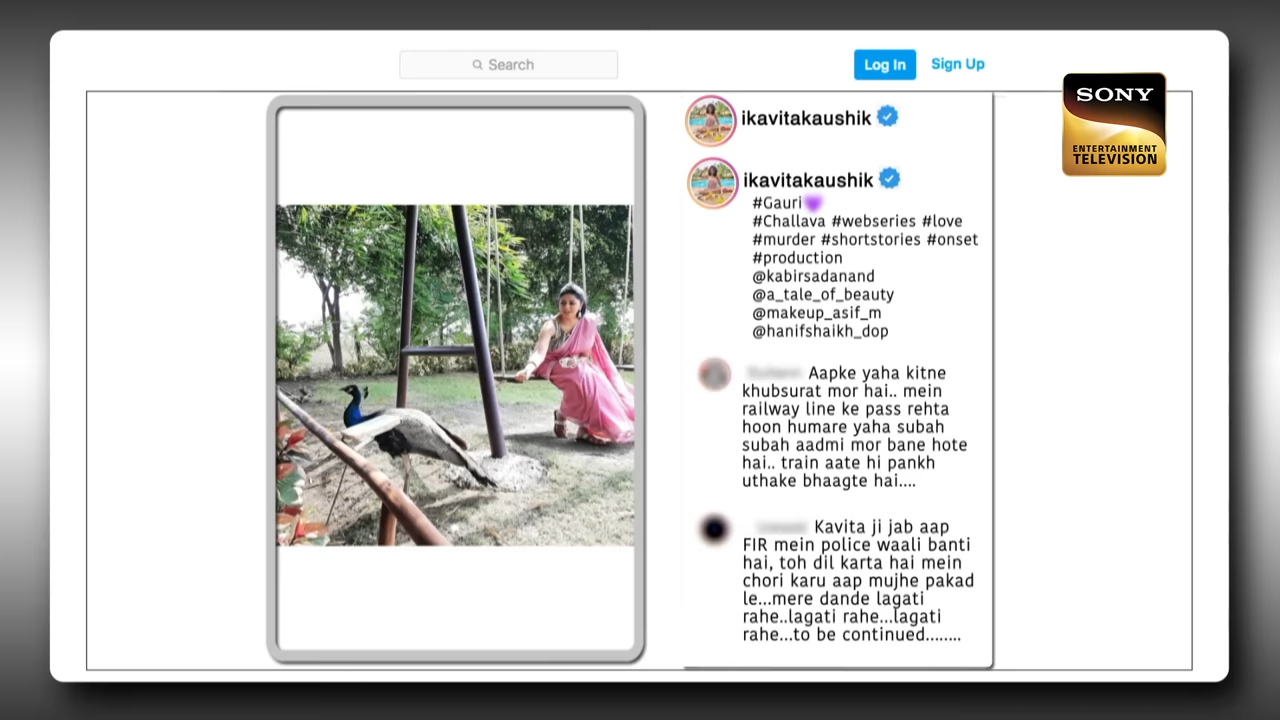 Search
Log In
Sign Up
SONY
ENTERTAINMENT
TELEVISION
ikavitakaushik
ikavitakaushik
#Gauri💜
#Challava #webseries #love
#murder #shortstories #onset
#production
@kabirsadanand
@a_tale_of_beauty
@makeup_asif_m
@hanifshaikh_dop
Aapke yaha kitne
khubsurat mor hai.. mein
railway line ke pass rehta
hoon humare yaha subah
subah aadmi mor bane hote
hai.. train aate hi pankh
uthake bhaagte hai....
Kavita ji jab aap
FIR mein police waali banti
hai, toh dil karta hai mein
chori karu aap mujhe pakad
le...mere dande lagati
rahe..lagati rahe...lagati
rahe...to be continued........